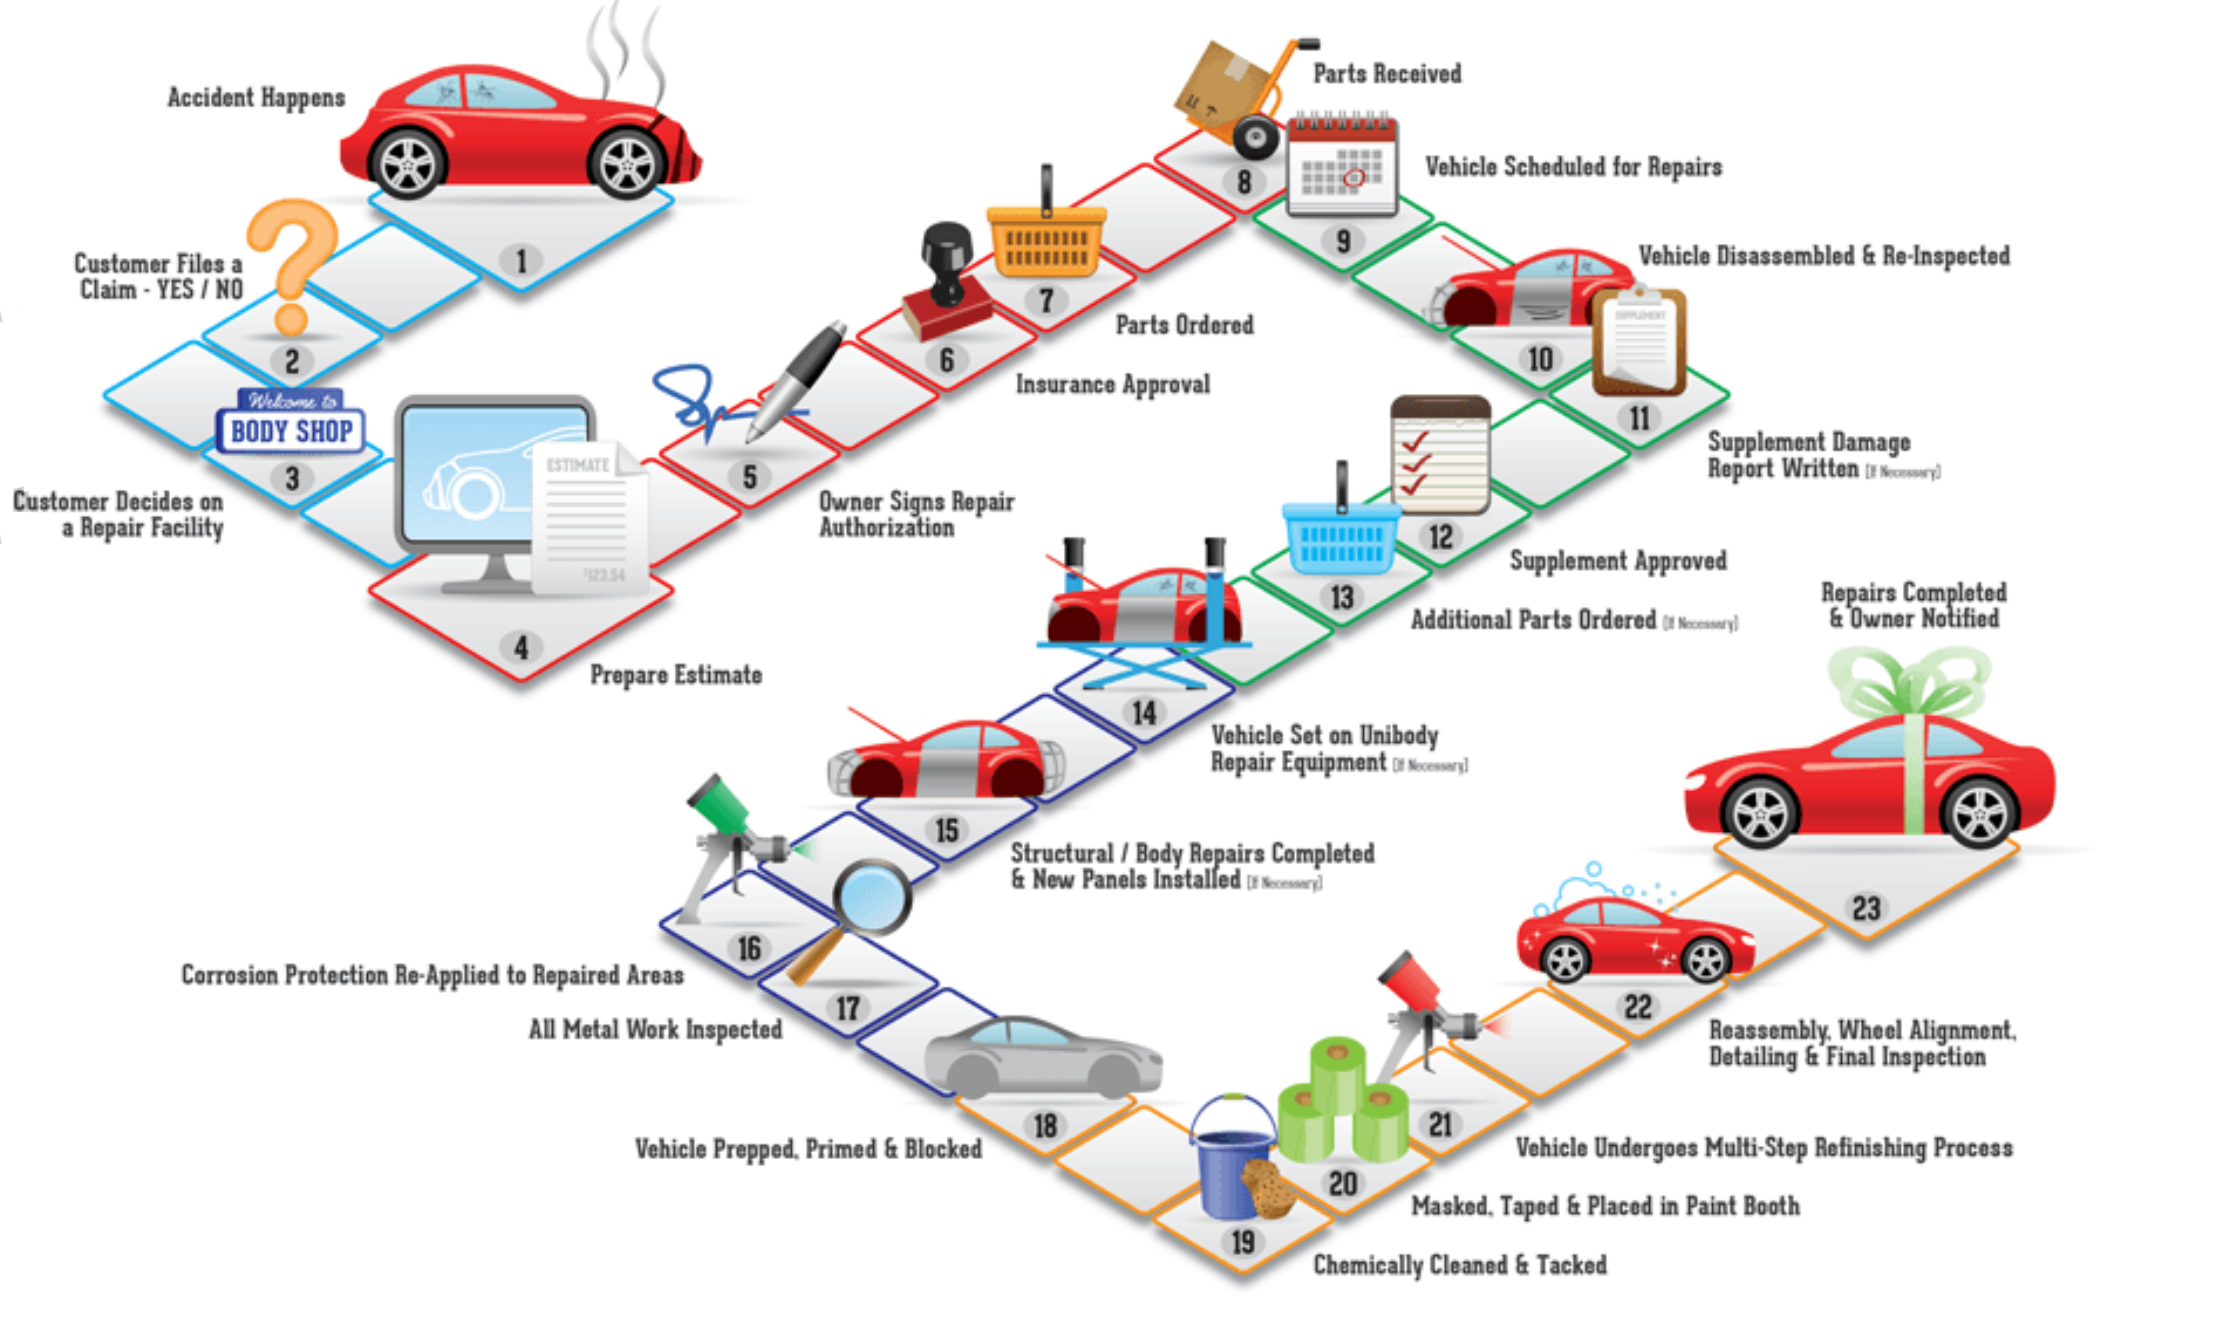 Accident Happens
1
Customer Files a
Claim - YES / NO
2
Welcome to
BODY SHOP
3
Customer Decides on
a Repair Facility
ESTIMATE
$123.54
4
Prepare Estimate
5
Owner Signs Repair
Authorization
6
Insurance Approval
7
Parts Ordered
Parts Received
8
Vehicle Scheduled for Repairs
9
Vehicle Disassembled & Re-Inspected
10
SUPPLEMENT
11
Supplement Damage
Report Written [If Necessary]
12
Supplement Approved
13
Additional Parts Ordered [If Necessary]
14
Vehicle Set on Unibody
Repair Equipment [If Necessary]
15
Structural / Body Repairs Completed
& New Panels Installed [If Necessary]
16
Corrosion Protection Re-Applied to Repaired Areas
17
All Metal Work Inspected
18
Vehicle Prepped, Primed & Blocked
19
Chemically Cleaned & Tacked
20
Masked, Taped & Placed in Paint Booth
21
Vehicle Undergoes Multi-Step Refinishing Process
22
Reassembly, Wheel Alignment,
Detailing & Final Inspection
Repairs Completed
& Owner Notified
23